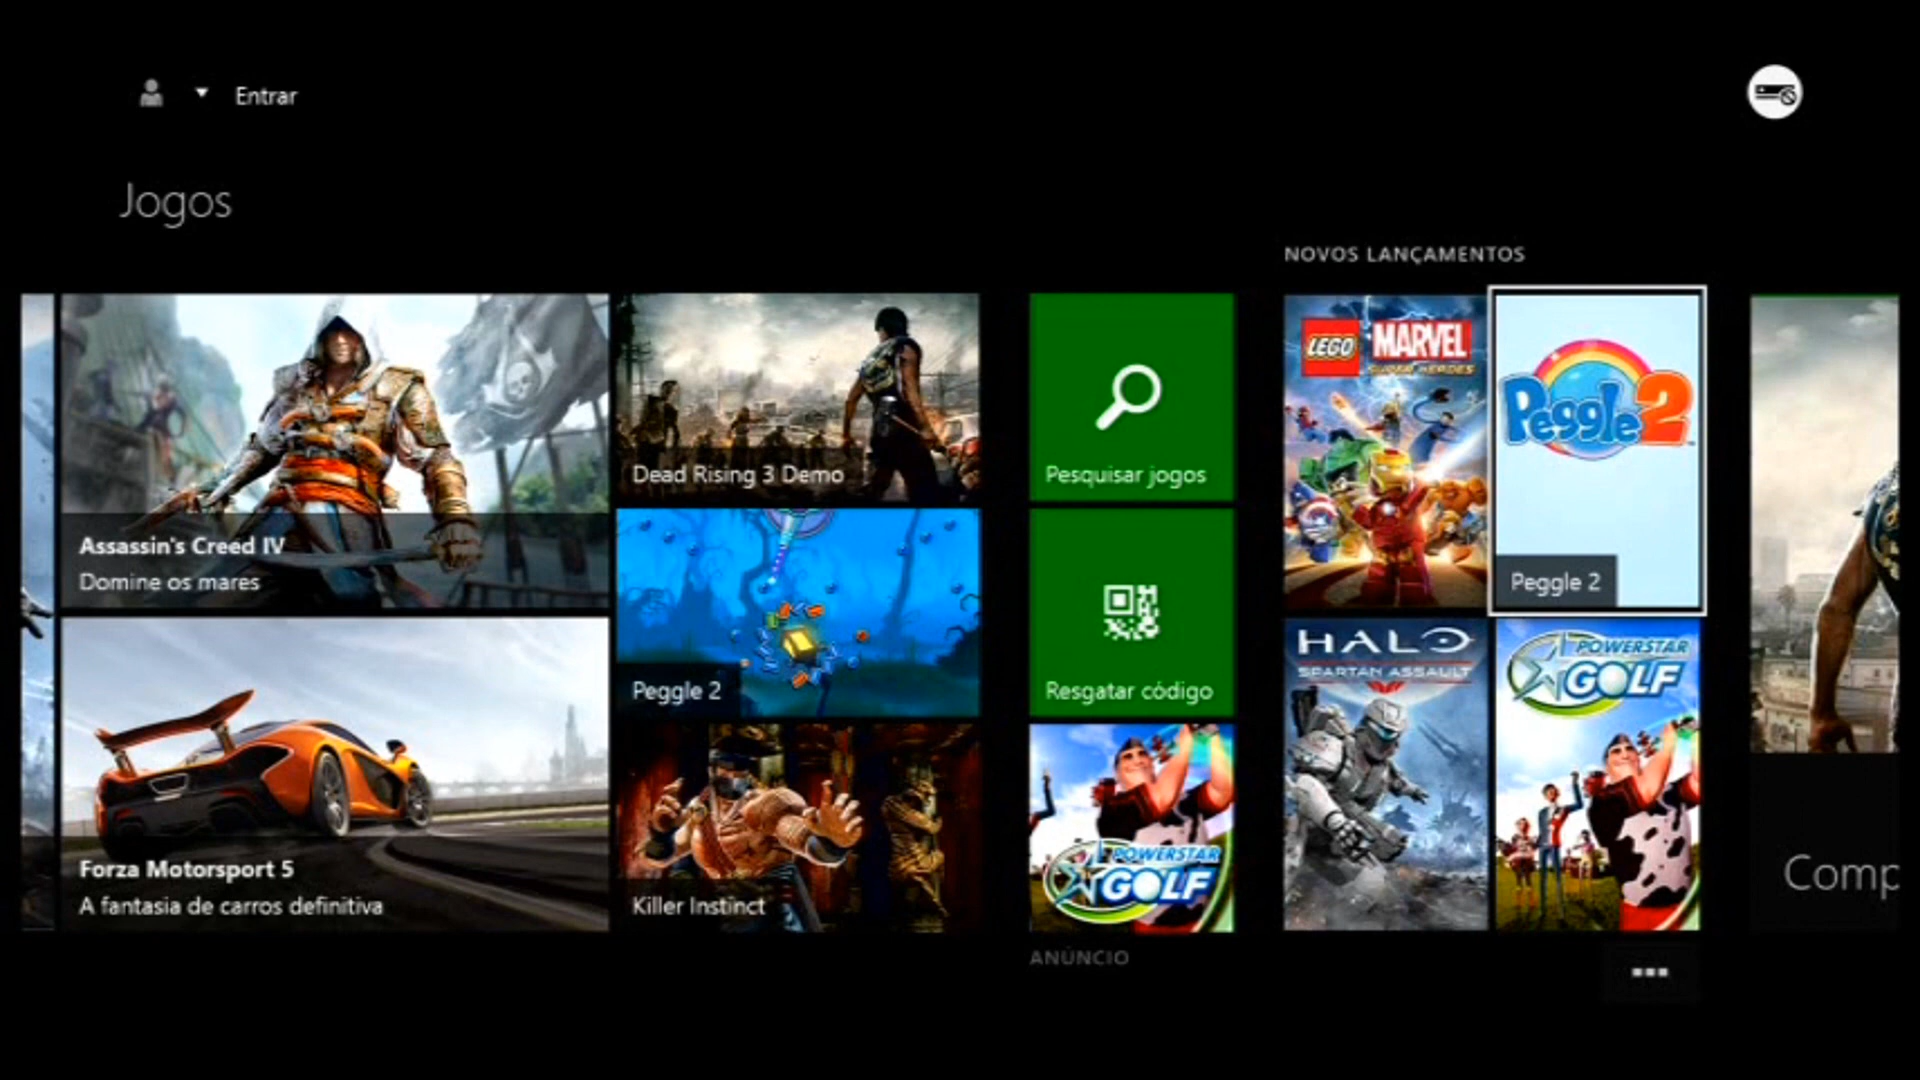 Entrar
Jogos
NOVOS LANÇAMENTOS
Assassin's Creed IV
Domine os mares
Forza Motorsport 5
A fantasia de carros definitiva
Dead Rising 3 Demo
Peggle 2
Killer Instinct
Pesquisar jogos
Resgatar código
POWERSTAR
GOLF
ANÚNCIO
LEGO MARVEL
SUPER HEROES
Peggle 2
Peggle 2
HALO
SPARTAN ASSAULT
POWERSTAR
GOLF
Comp